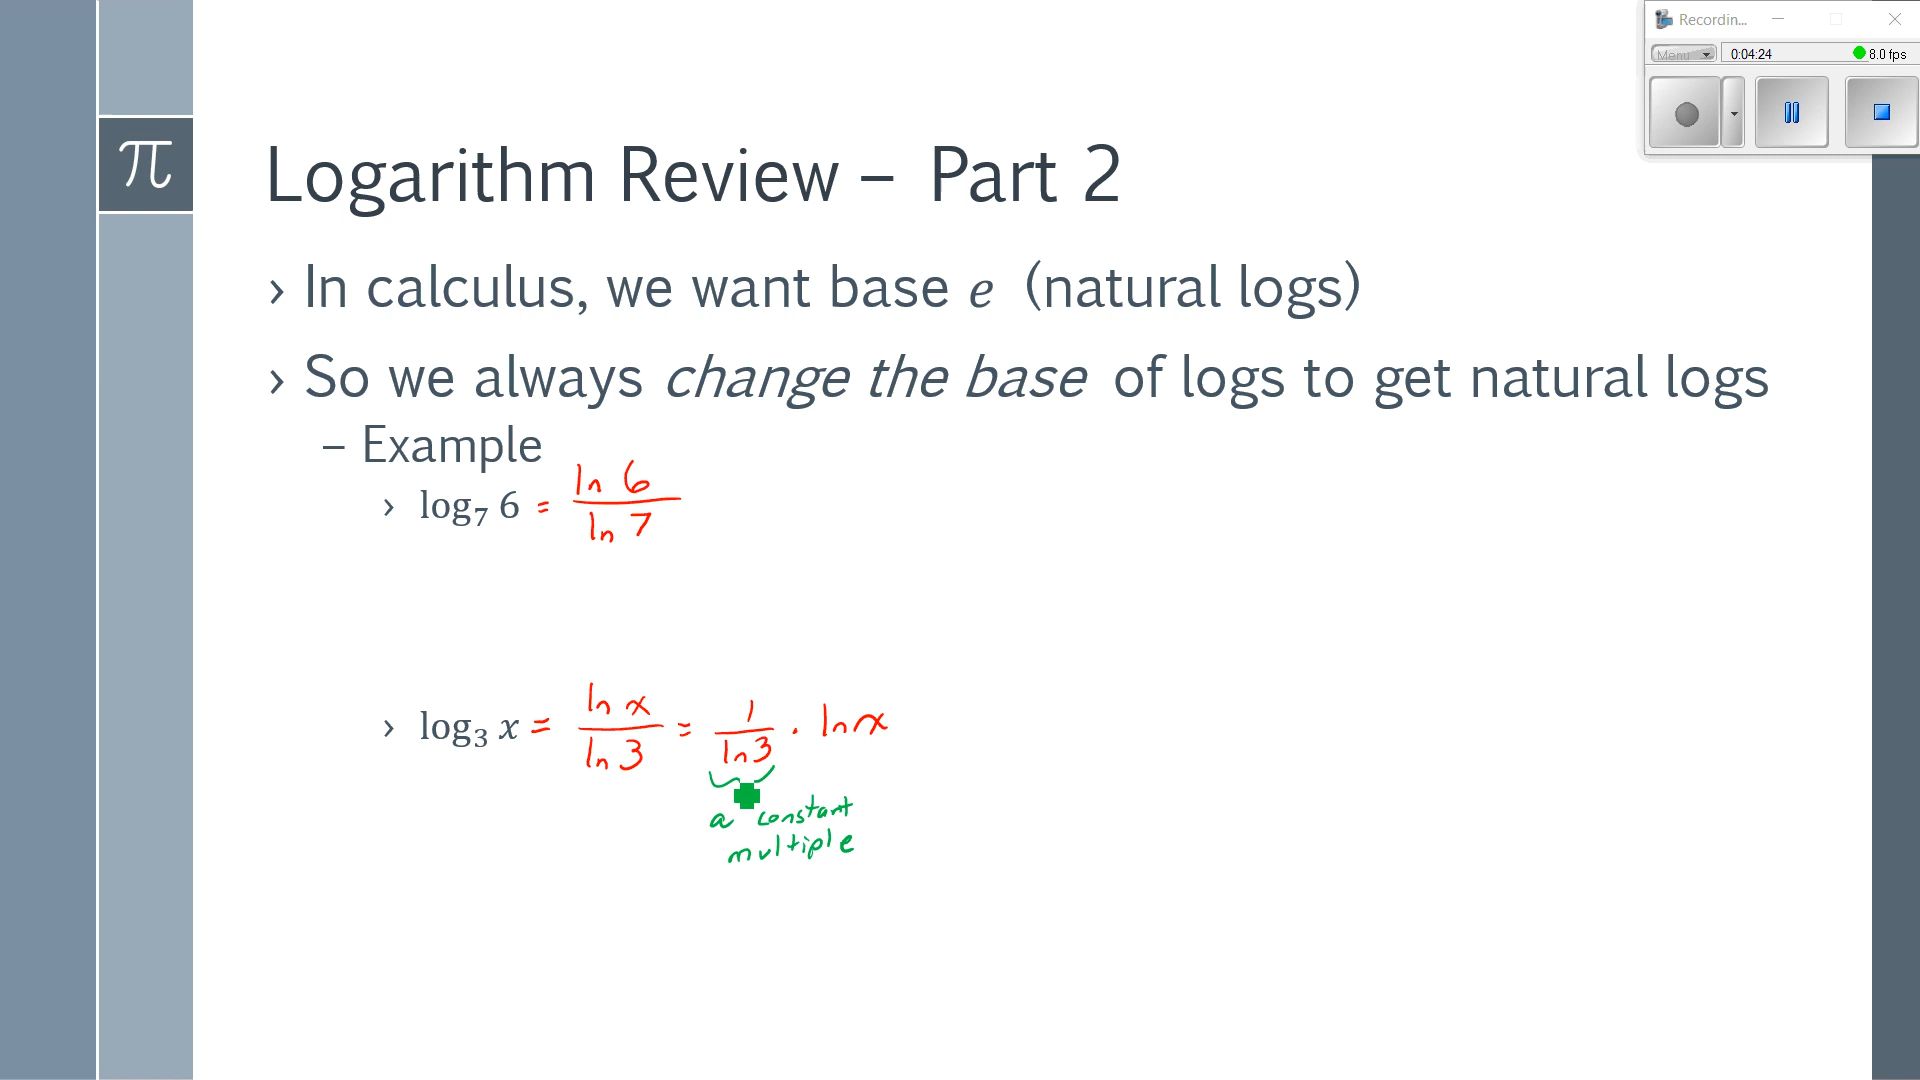 Recordin...
Menu 0:04:24 8.0 fps
π
Logarithm Review – Part 2
› In calculus, we want base e (natural logs)
› So we always change the base of logs to get natural logs
– Example
› log₇ 6 = ln 6 / ln 7
› log₃ x = ln x / ln 3 = 1 / ln 3 · ln x
a constant
multiple